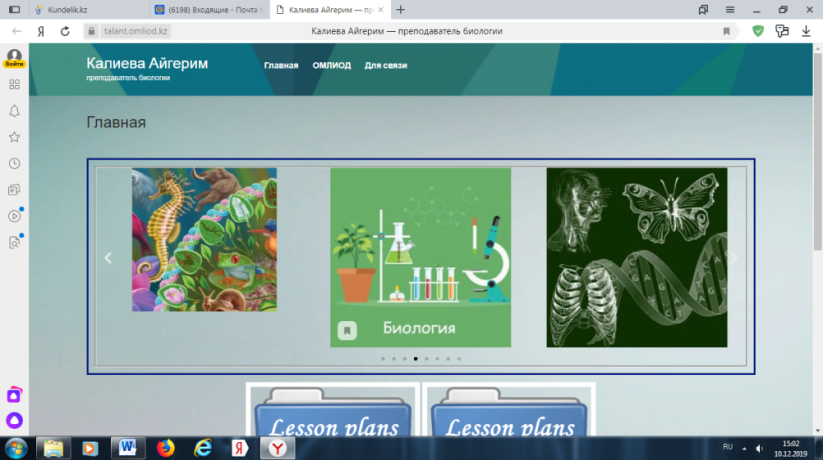 Kundelik.kz
(6198) Входящие - Почта
Калиева Айгерим — пр
talant.omliod.kz
Калиева Айгерим — преподаватель биологии
Войти
Калиева Айгерим
преподаватель биологии
Главная ОМЛИОД Для связи
Главная
Биология
Lesson plans
Lesson plans
RU
15:02
10.12.2019